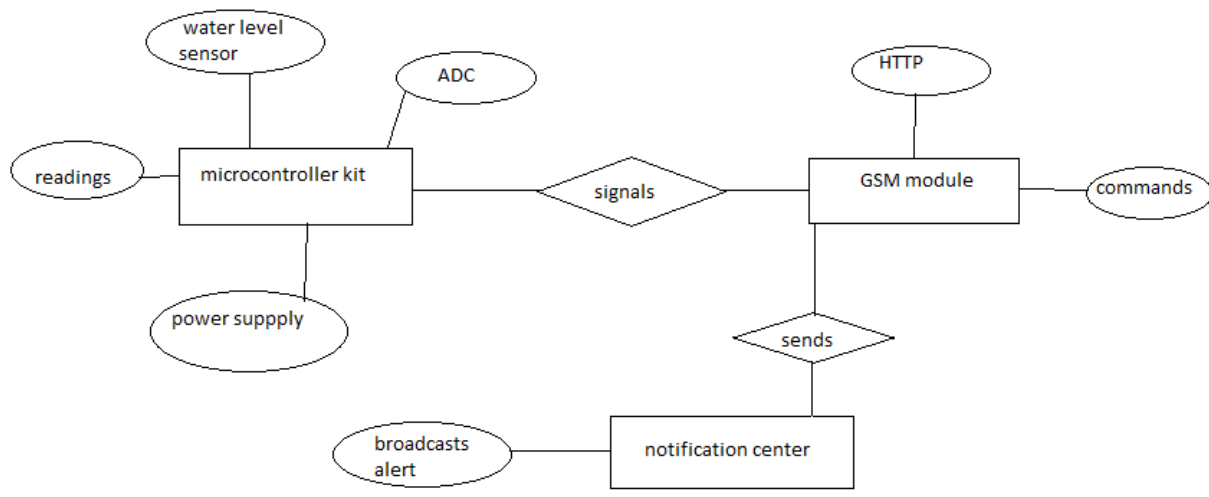 water level
sensor
ADC
HTTP
readings
microcontroller kit
signals
GSM module
commands
power suppply
sends
broadcasts
alert
notification center